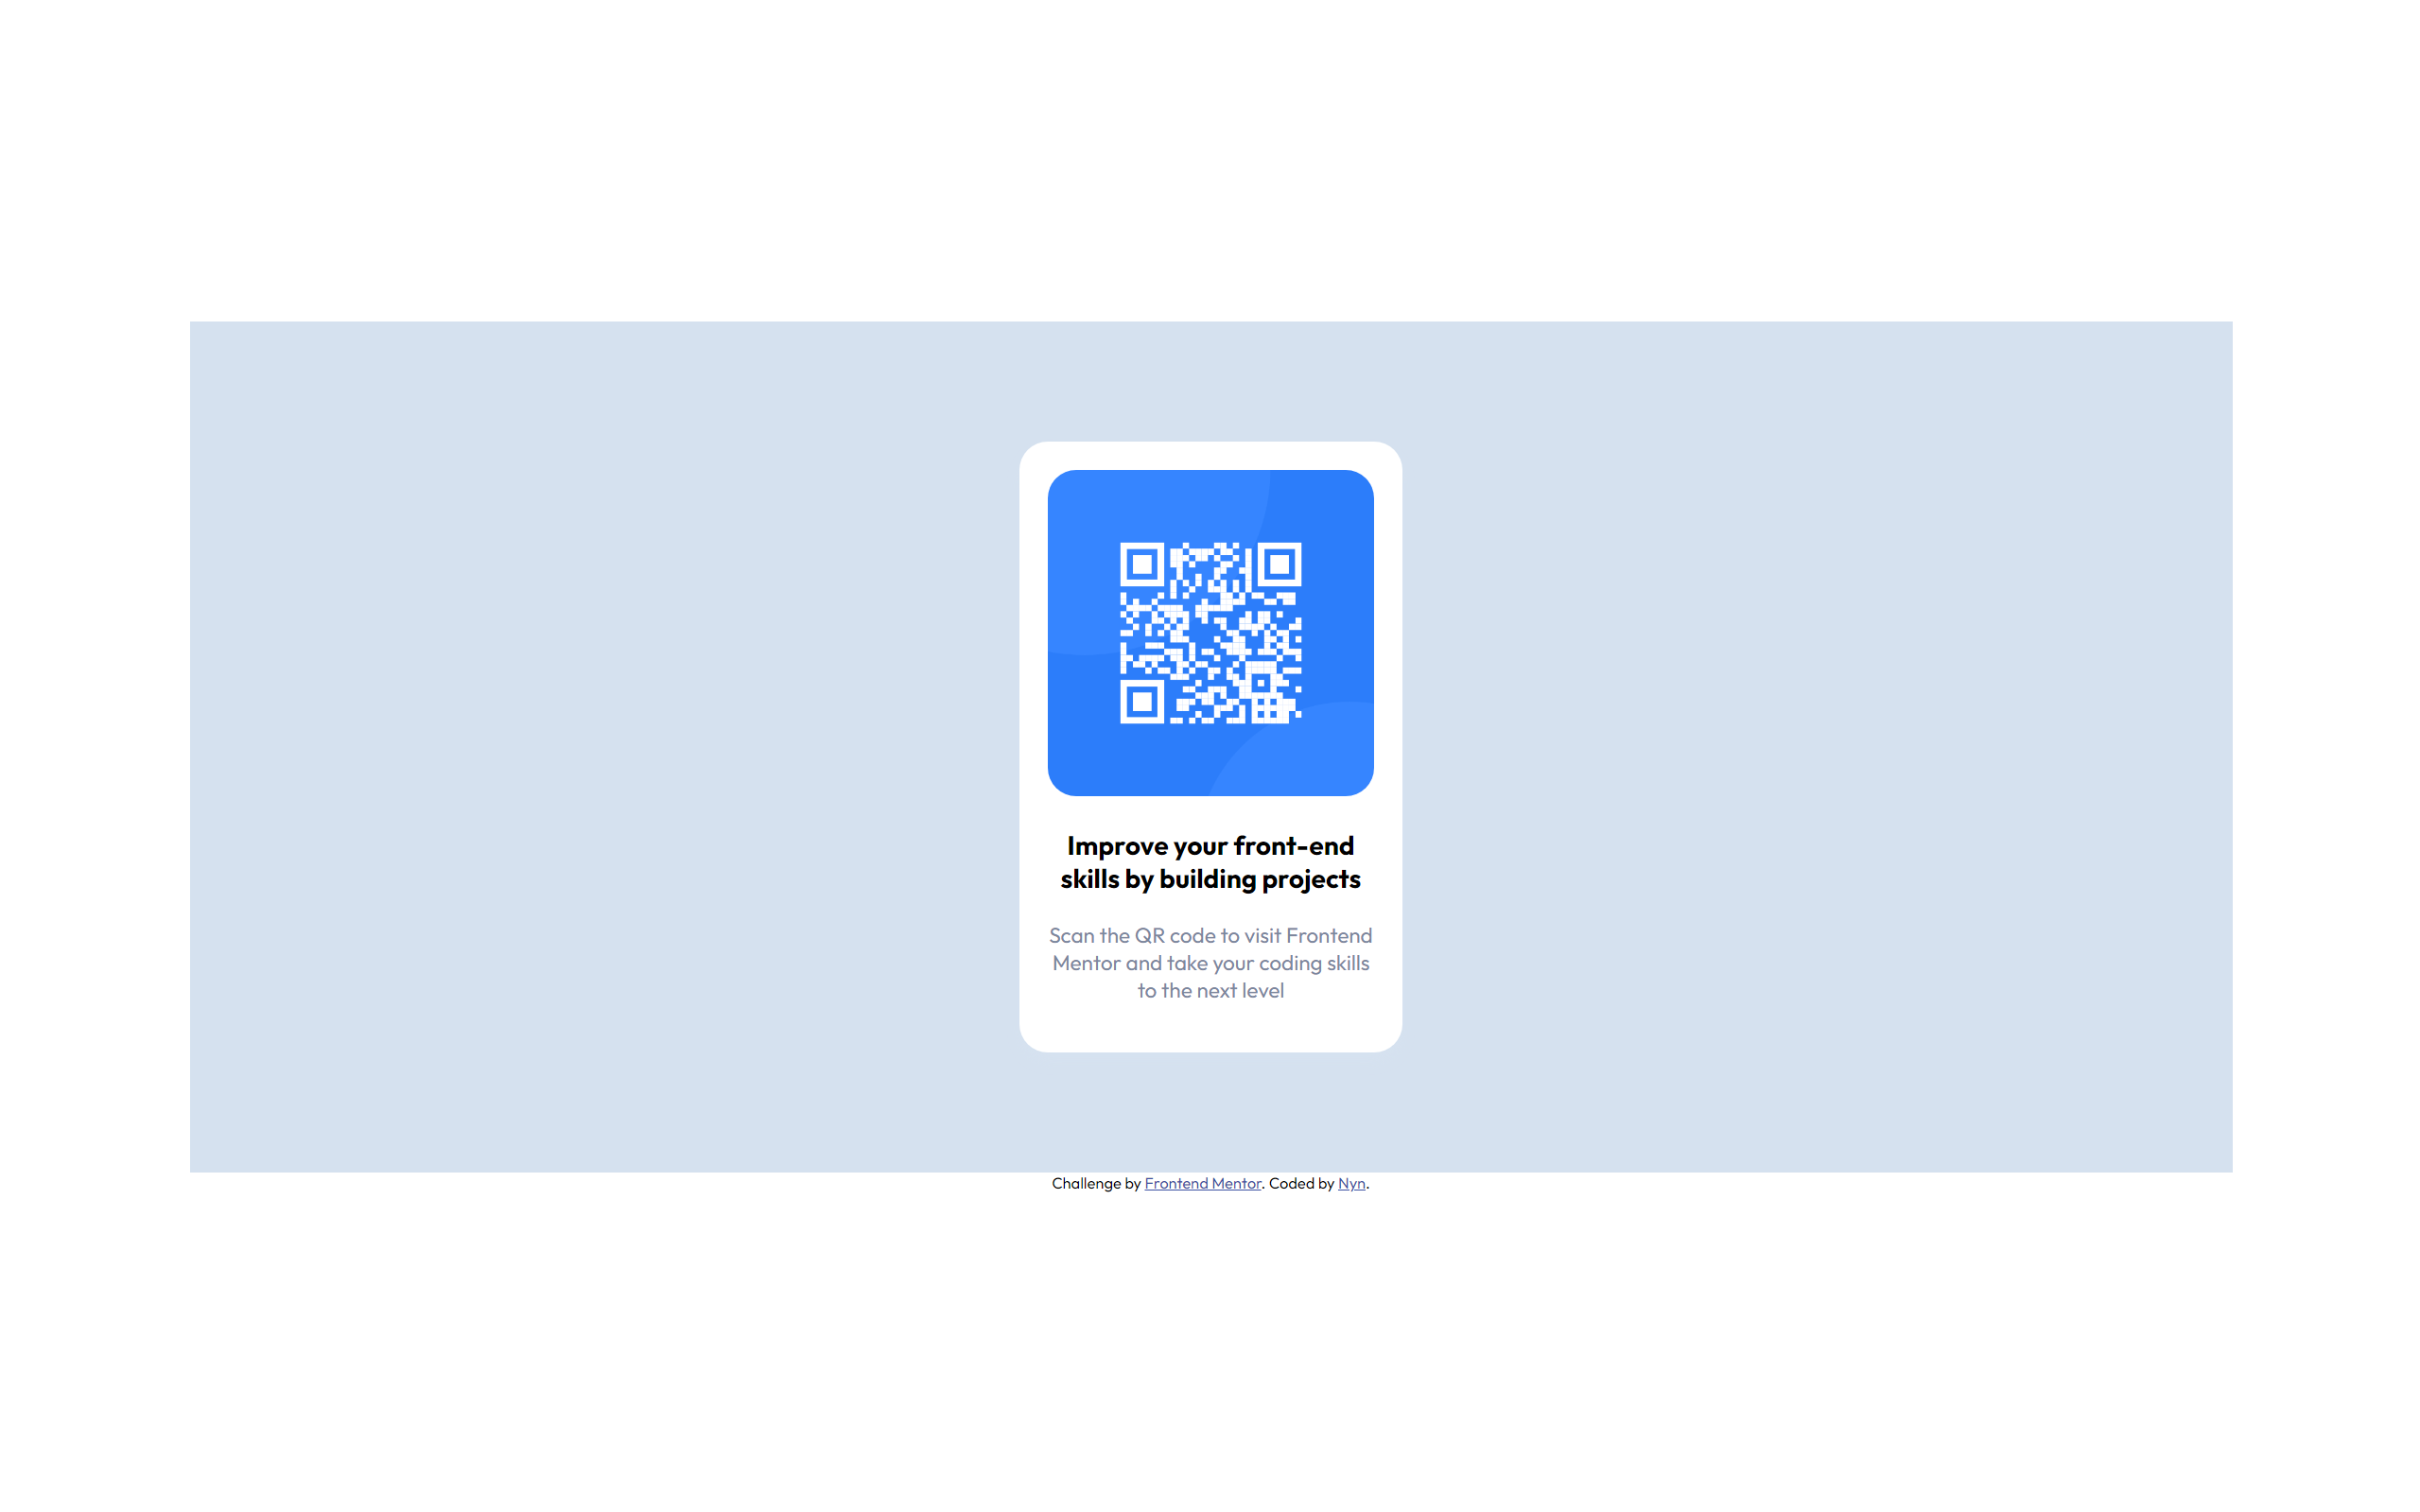 Improve your front-end
skills by building projects
Scan the QR code to visit Frontend
Mentor and take your coding skills
to the next level
Challenge by Frontend Mentor. Coded by Nyn.